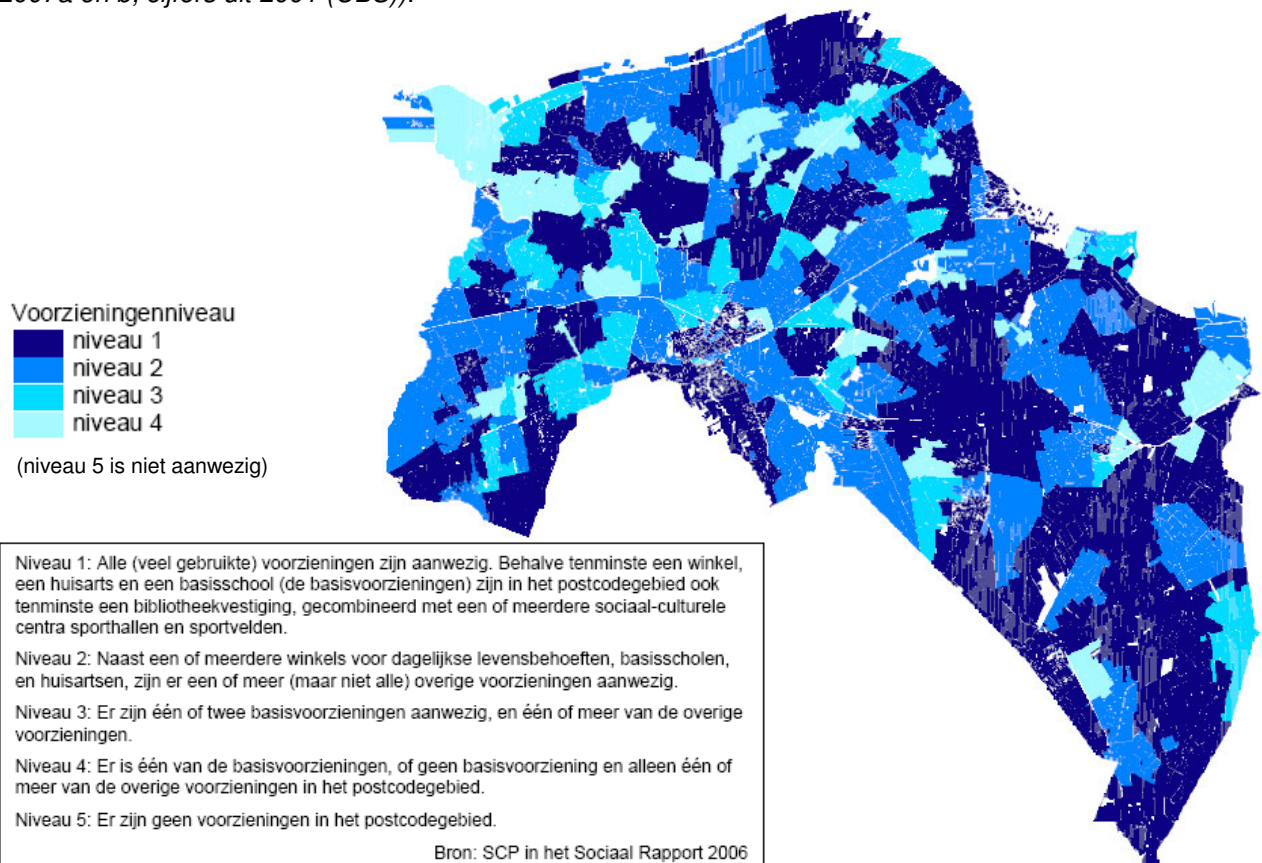 2007a en b, cijfers uit 2001 (CBS)).
Voorzieningenniveau
niveau 1
niveau 2
niveau 3
niveau 4
(niveau 5 is niet aanwezig)
Niveau 1: Alle (veel gebruikte) voorzieningen zijn aanwezig. Behalve tenminste een winkel,
een huisarts en een basisschool (de basisvoorzieningen) zijn in het postcodegebied ook
tenminste een bibliotheekvestiging, gecombineerd met een of meerdere sociaal-culturele
centra sporthallen en sportvelden.
Niveau 2: Naast een of meerdere winkels voor dagelijkse levensbehoeften, basisscholen,
en huisartsen, zijn er een of meer (maar niet alle) overige voorzieningen aanwezig.
Niveau 3: Er zijn één of twee basisvoorzieningen aanwezig, en één of meer van de overige
voorzieningen.
Niveau 4: Er is één van de basisvoorzieningen, of geen basisvoorziening en alleen één of
meer van de overige voorzieningen in het postcodegebied.
Niveau 5: Er zijn geen voorzieningen in het postcodegebied.
Bron: SCP in het Sociaal Rapport 2006